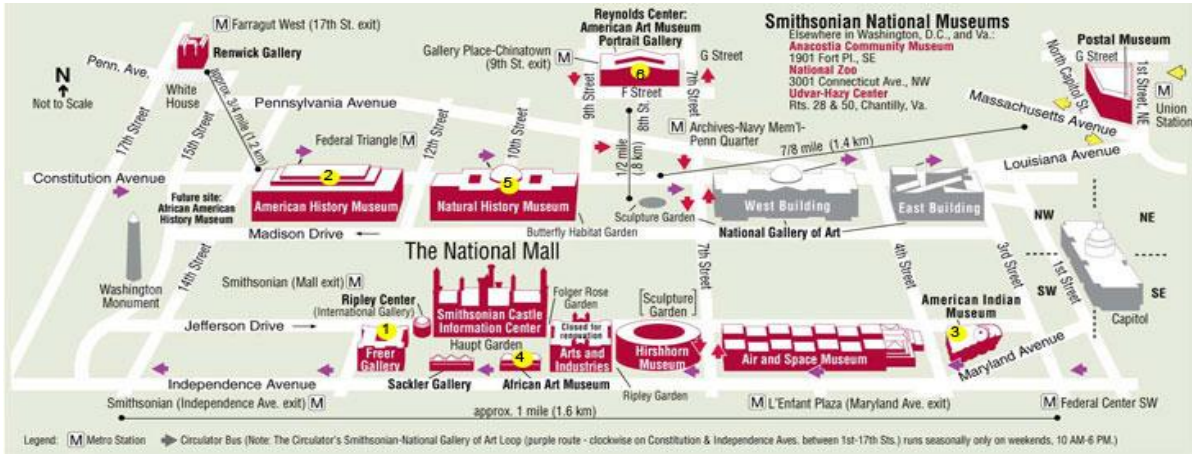 M Farragut West (17th St. exit)
Renwick Gallery
Penn. Ave.
N
Not to Scale
White
House
approx. 3/4 mile (1.2 km)
17th Street
15th Street
Pennsylvania Avenue
Federal Triangle M
12th Street
10th Street
Constitution Avenue
Future site:
African American
History Museum
2
American History Museum
5
Natural History Museum
Butterfly Habitat Garden
Madison Drive
Reynolds Center:
American Art Museum
Portrait Gallery
Gallery Place-Chinatown
(9th St. exit)
M
G Street
6
F Street
9th Street
8th St.
7th Street
1/2 mile
(.8 km)
M Archives-Navy Mem'l-
Penn Quarter
7/8 mile (1.4 km)
Sculpture Garden
West Building
East Building
National Gallery of Art
Smithsonian National Museums
Elsewhere in Washington, D.C., and Va.:
Anacostia Community Museum
1901 Fort Pl., SE
National Zoo
3001 Connecticut Ave., NW
Udvar-Hazy Center
Rts. 28 & 50, Chantilly, Va.
Postal Museum
G Street
North Capitol St.
1st Street, NE
M
Union
Station
Massachusetts Avenue
Louisiana Avenue
NW
NE
SW
SE
Capitol
The National Mall
Washington
Monument
14th Street
Smithsonian (Mall exit) M
Ripley Center
(International Gallery)
Smithsonian Castle
Information Center
Haupt Garden
Folger Rose
Garden
Closed for
renovation
Arts and
Industries
[Sculpture
Garden]
Hirshhorn
Museum
7th Street
Air and Space Museum
4th Street
3rd Street
1st Street
American Indian
Museum
3
Maryland Avenue
Jefferson Drive
1
Freer
Gallery
Sackler Gallery
4
African Art Museum
Ripley Garden
Independence Avenue
Smithsonian (Independence Ave. exit) M
approx. 1 mile (1.6 km)
M L'Enfant Plaza (Maryland Ave. exit)
M Federal Center SW
Legend: M Metro Station Circulator Bus (Note: The Circulator's Smithsonian-National Gallery of Art Loop (purple route - clockwise on Constitution & Independence Aves. between 1st-17th Sts.) runs seasonally only on weekends, 10 AM-6 PM.)